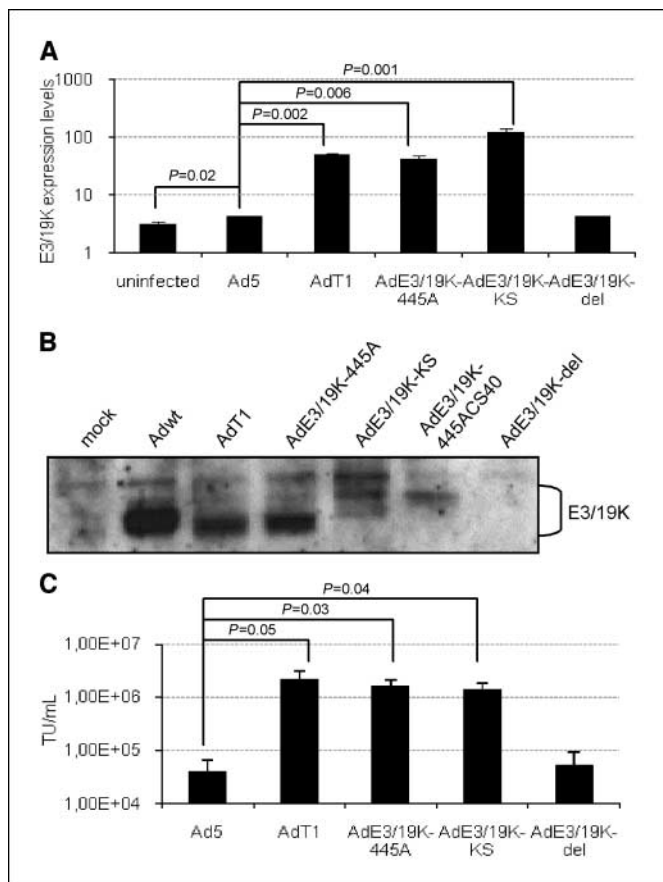 A
E3/19K expression levels
1000
100
10
1
P=0.001
P=0.006
P=0.002
P=0.02
uninfected
Ad5
AdT1
AdE3/19K-
445A
AdE3/19K-
KS
AdE3/19K-
del
B
mock
Adwt
AdT1
AdE3/19K-445A
AdE3/19K-KS
AdE3/19K-
445ACS40
AdE3/19K-del
E3/19K
C
TU/mL
1,00E+07
1,00E+06
1,00E+05
1,00E+04
P=0.04
P=0.03
P=0.05
Ad5
AdT1
AdE3/19K-
445A
AdE3/19K-
KS
AdE3/19K-
del